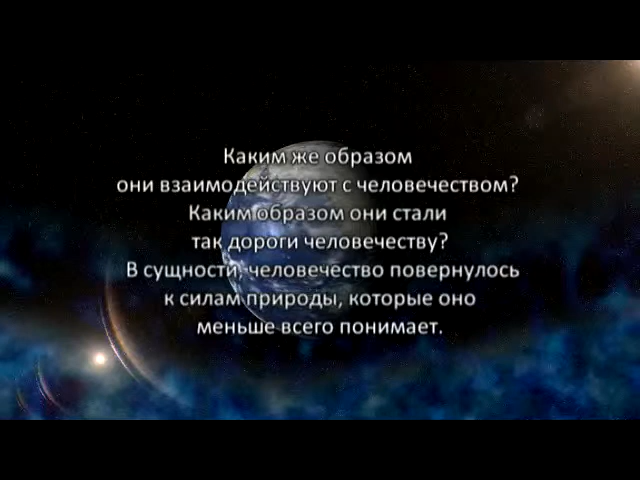 Каким же образом
они взаимодействуют с человечеством?
Каким образом они стали
так дороги человечеству?
В сущности, человечество повернулось
к силам природы, которые оно
меньше всего понимает.